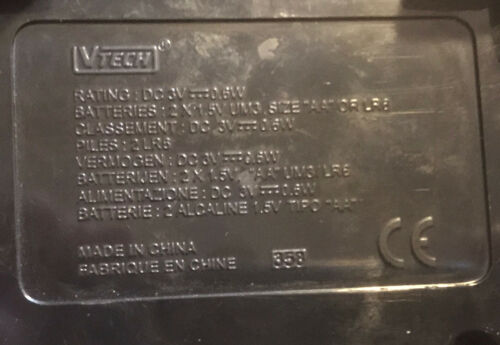 VTECH®
RATING : DC 3V⎓0.6W
BATTERIES : 2 X 1.5V UM3, SIZE "AA" OR LR6
CLASSEMENT : DC 3V⎓0.6W
PILES : 2 LR6
VERMOGEN : DC 3V⎓0.6W
BATTERIJEN : 2 X 1.5V "AA" UM3/ LR6
ALIMENTAZIONE : DC 3V⎓0.6W
BATTERIE : 2 ALCALINE 1.5V TIPO "AA"
MADE IN CHINA
FABRIQUE EN CHINE 358
CE